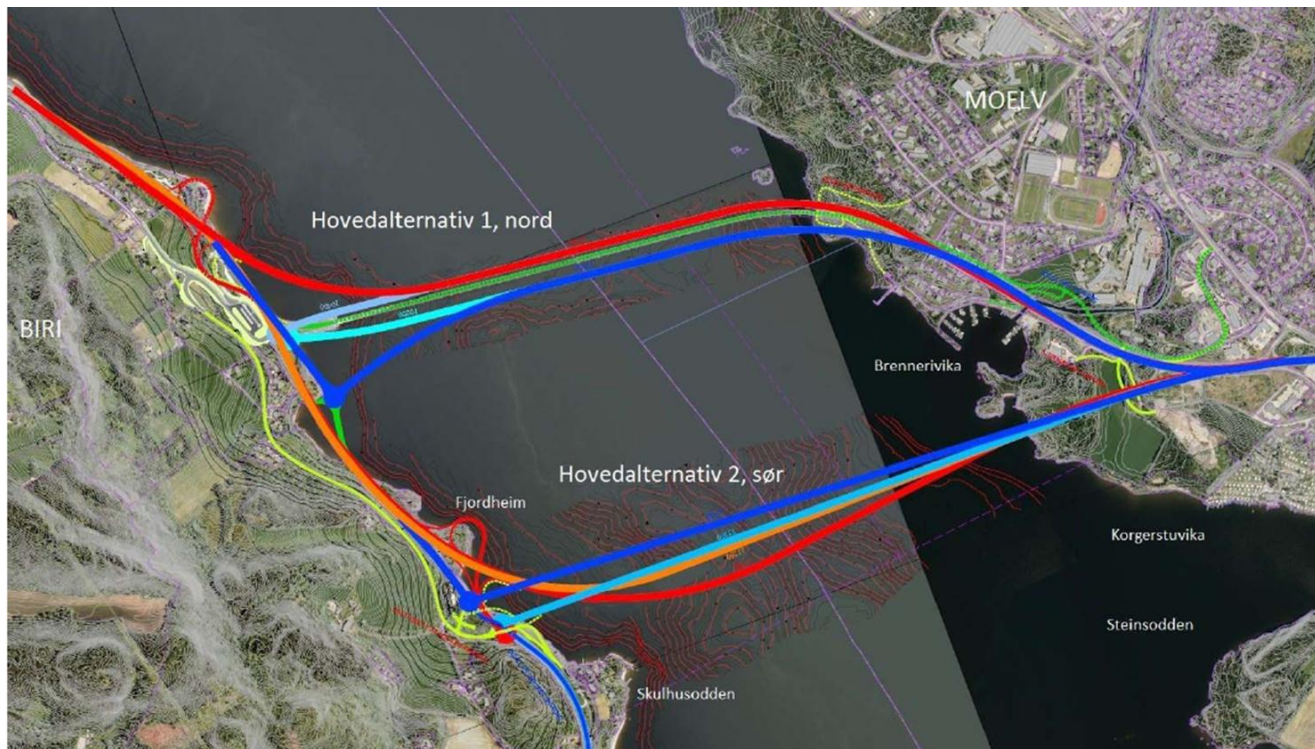 MOELV
Hovedalternativ 1, nord
BIRI
Brennerivika
Hovedalternativ 2, sør
Fjordheim
Korgerstuvika
Steinsodden
Skulhusodden